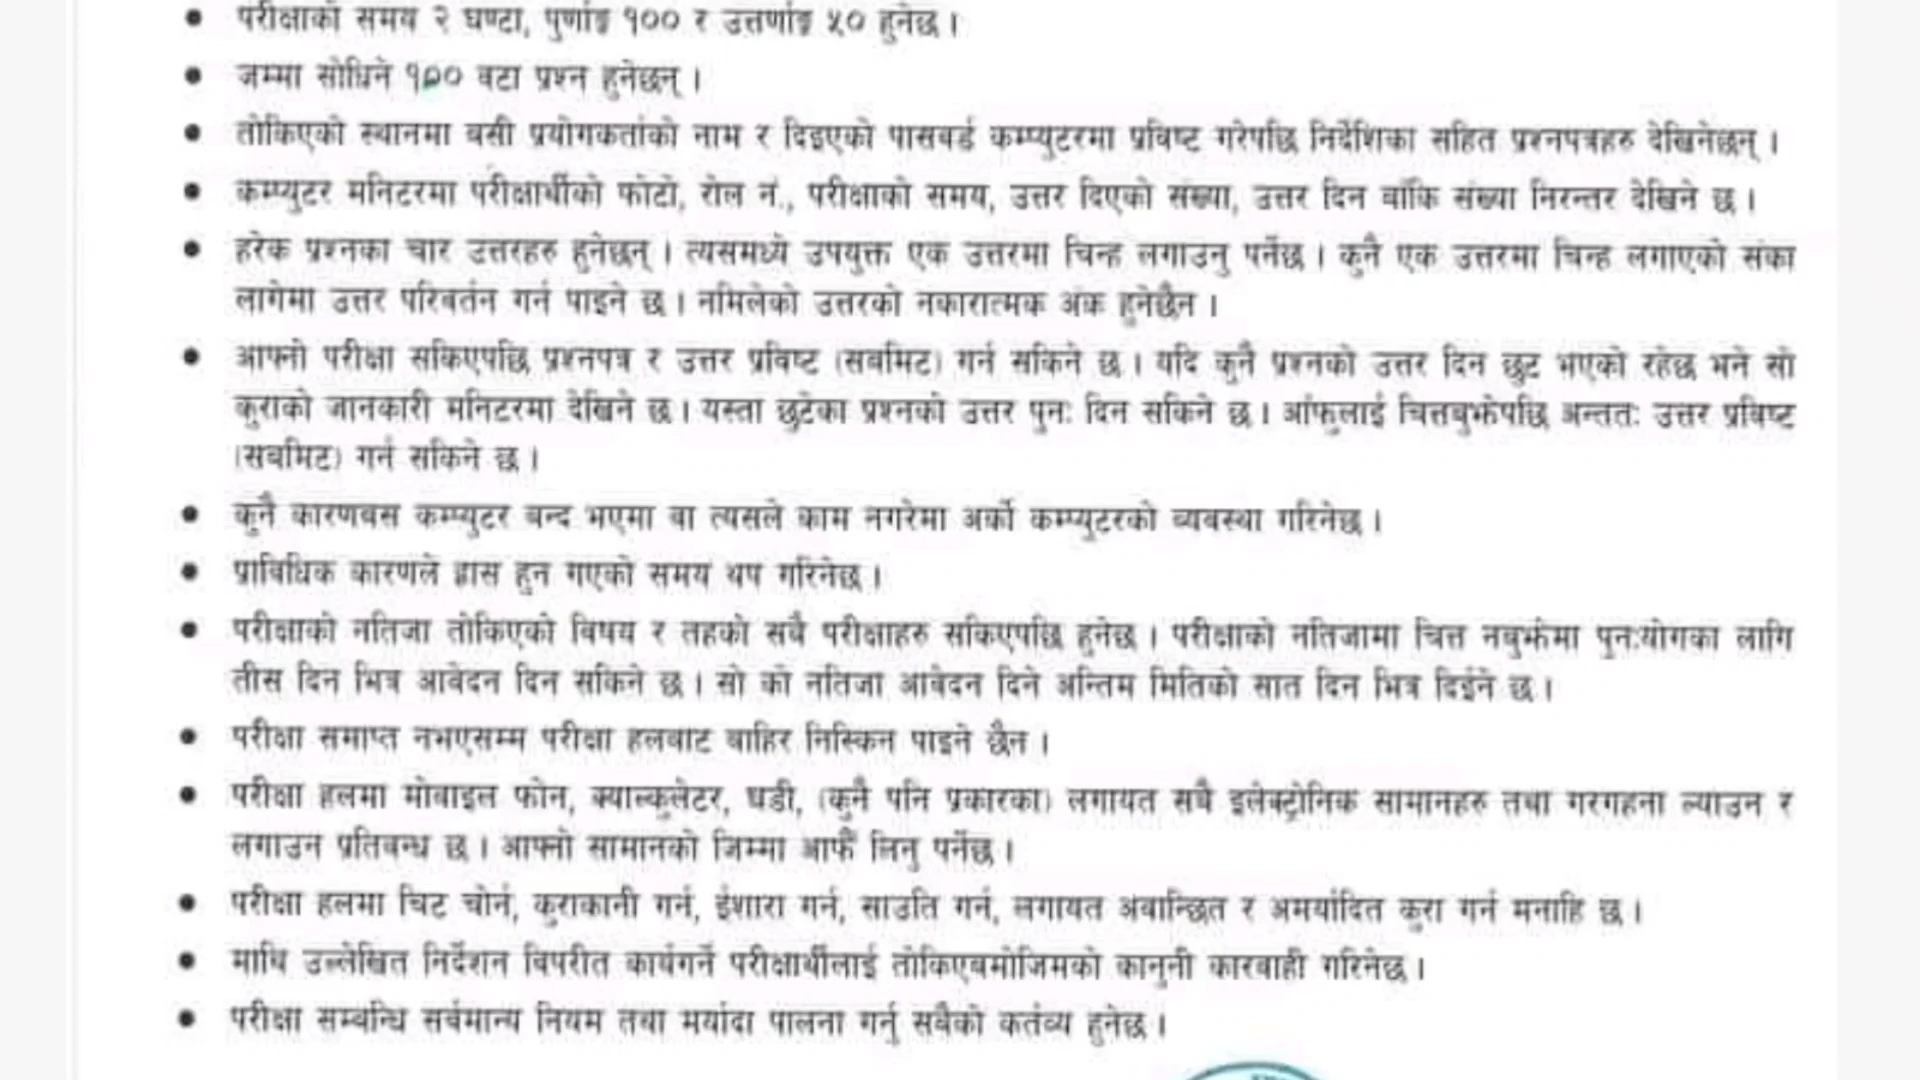 परीक्षाको समय २ घण्टा, पुर्णाङ्क १०० र उत्तर्णाङ्क ५० हुनेछ ।
जम्मा सोधिने १०० वटा प्रश्न हुनेछन् ।
तोकिएको स्थानमा बसी प्रयोगकर्ताको नाम र दिइएको पासवर्ड कम्प्युटरमा प्रविष्ट गरेपछि निर्देशिका सहित प्रश्नपत्रहरु देखिनेछन् ।
कम्प्युटर मनिटरमा परीक्षार्थीको फोटो, रोल नं., परीक्षाको समय, उत्तर दिएको संख्या, उत्तर दिन बाँकि संख्या निरन्तर देखिने छ ।
हरेक प्रश्नका चार उत्तरहरु हुनेछन् । त्यसमध्ये उपयुक्त एक उत्तरमा चिन्ह लगाउनु पर्नेछ । कुनै एक उत्तरमा चिन्ह लगाएको संका
लागेमा उत्तर परिवर्तन गर्न पाइने छ । नमिलेको उत्तरको नकारात्मक अंक हुनेछैन ।
आफ्नो परीक्षा सकिएपछि प्रश्नपत्र र उत्तर प्रविष्ट (सबमिट) गर्न सकिने छ । यदि कुनै प्रश्नको उत्तर दिन छुट भएको रहेछ भने सो
कुराको जानकारी मनिटरमा देखिने छ । यस्ता छुटेका प्रश्नको उत्तर पुनः दिन सकिने छ । आँफुलाई चित्तबुझेपछि अन्ततः उत्तर प्रविष्ट
(सबमिट) गर्न सकिने छ ।
कुनै कारणवस कम्प्युटर बन्द भएमा वा त्यसले काम नगरेमा अर्को कम्प्युटरको व्यवस्था गरिनेछ ।
प्राविधिक कारणले ह्रास हुन गएको समय थप गरिनेछ ।
परीक्षाको नतिजा तोकिएको विषय र तहको सबै परीक्षाहरु सकिएपछि हुनेछ । परीक्षाको नतिजामा चित्त नबुझेमा पुनःयोगका लागि
तीस दिन भित्र आवेदन दिन सकिने छ । सो को नतिजा आवेदन दिने अन्तिम मितिको सात दिन भित्र दिईने छ ।
परीक्षा समाप्त नभएसम्म परीक्षा हलबाट बाहिर निस्किन पाइने छैन ।
परीक्षा हलमा मोबाइल फोन, क्याल्कुलेटर, घडी, (कुनै पनि प्रकारका) लगायत सबै इलेक्ट्रोनिक सामानहरु तथा गरगहना ल्याउन र
लगाउन प्रतिबन्ध छ । आफ्नो सामानको जिम्मा आफैँ लिनु पर्नेछ ।
परीक्षा हलमा चिट चोर्न, कुराकानी गर्न, ईशारा गर्न, साउति गर्न, लगायत अवान्छित र अमर्यादित कुरा गर्न मनाहि छ ।
माथि उल्लेखित निर्देशन विपरीत कार्यगर्ने परीक्षार्थीलाई तोकिएबमोजिमको कानुनी कारवाही गरिनेछ ।
परीक्षा सम्बन्धि सर्वमान्य नियम तथा मर्यादा पालना गर्नु सबैको कर्तव्य हुनेछ ।